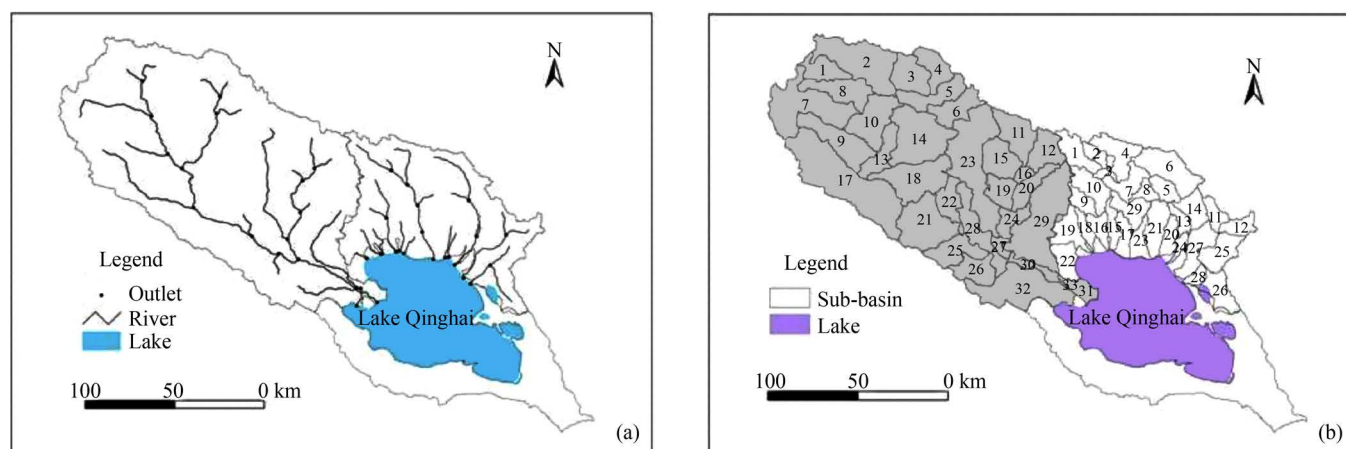 N
Legend
Outlet
River
Lake
Lake Qinghai
100 50 0 km
(a)
N
1 2 3 4
8 5
7 6
10 11
9 14 12 1 2 4
13 15 3 6
17 18 23 16 10 7 8 5
19 20 9 29 14
22 21 24 29 19 18 16 15 17 23 21 20 13 11 12
28 25 27 22 24 27 25
26 30 28
32 33 31 26
Legend
Sub-basin
Lake
Lake Qinghai
100 50 0 km
(b)